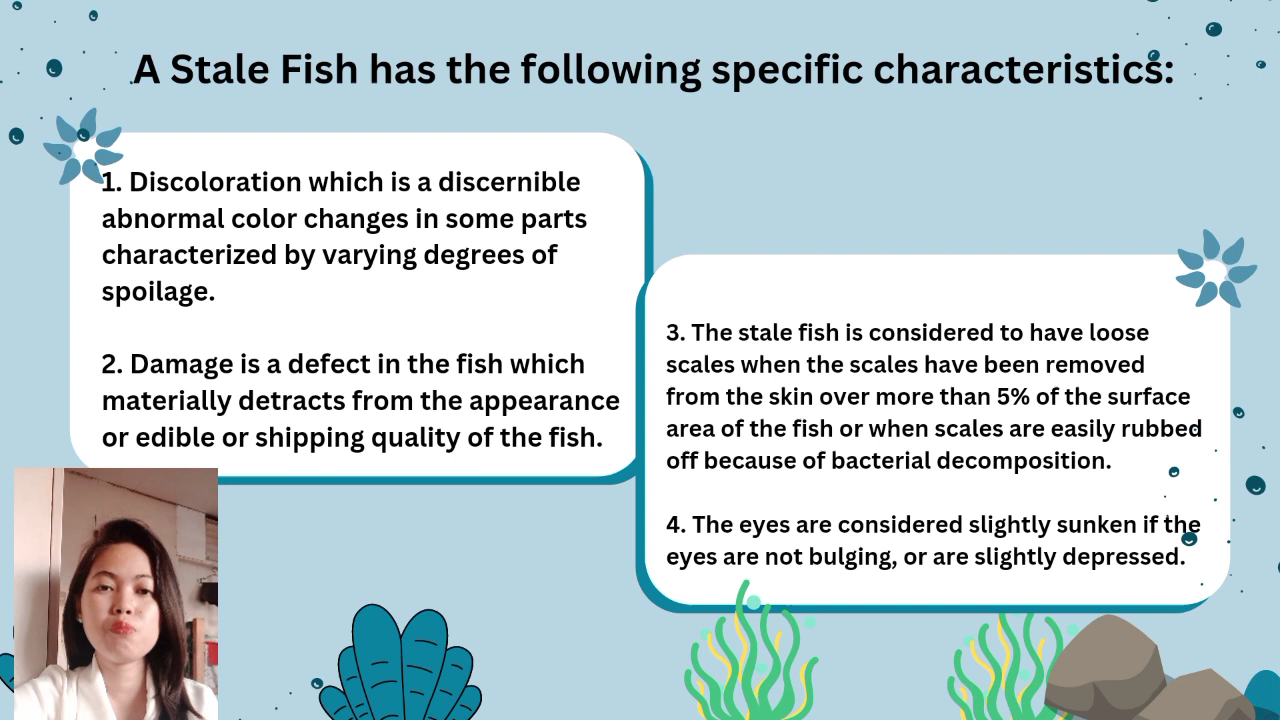 A Stale Fish has the following specific characteristics:
1. Discoloration which is a discernible
abnormal color changes in some parts
characterized by varying degrees of
spoilage.
2. Damage is a defect in the fish which
materially detracts from the appearance
or edible or shipping quality of the fish.
3. The stale fish is considered to have loose
scales when the scales have been removed
from the skin over more than 5% of the surface
area of the fish or when scales are easily rubbed
off because of bacterial decomposition.
4. The eyes are considered slightly sunken if the
eyes are not bulging, or are slightly depressed.